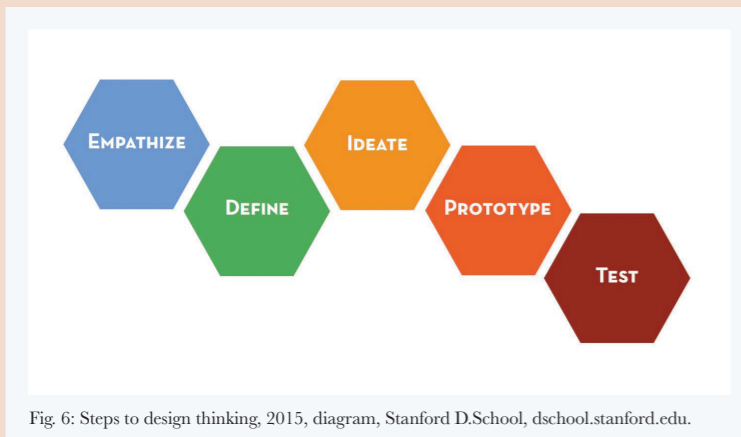 EMPATHIZE
DEFINE
IDEATE
PROTOTYPE
TEST
Fig. 6: Steps to design thinking, 2015, diagram, Stanford D.School, dschool.stanford.edu.